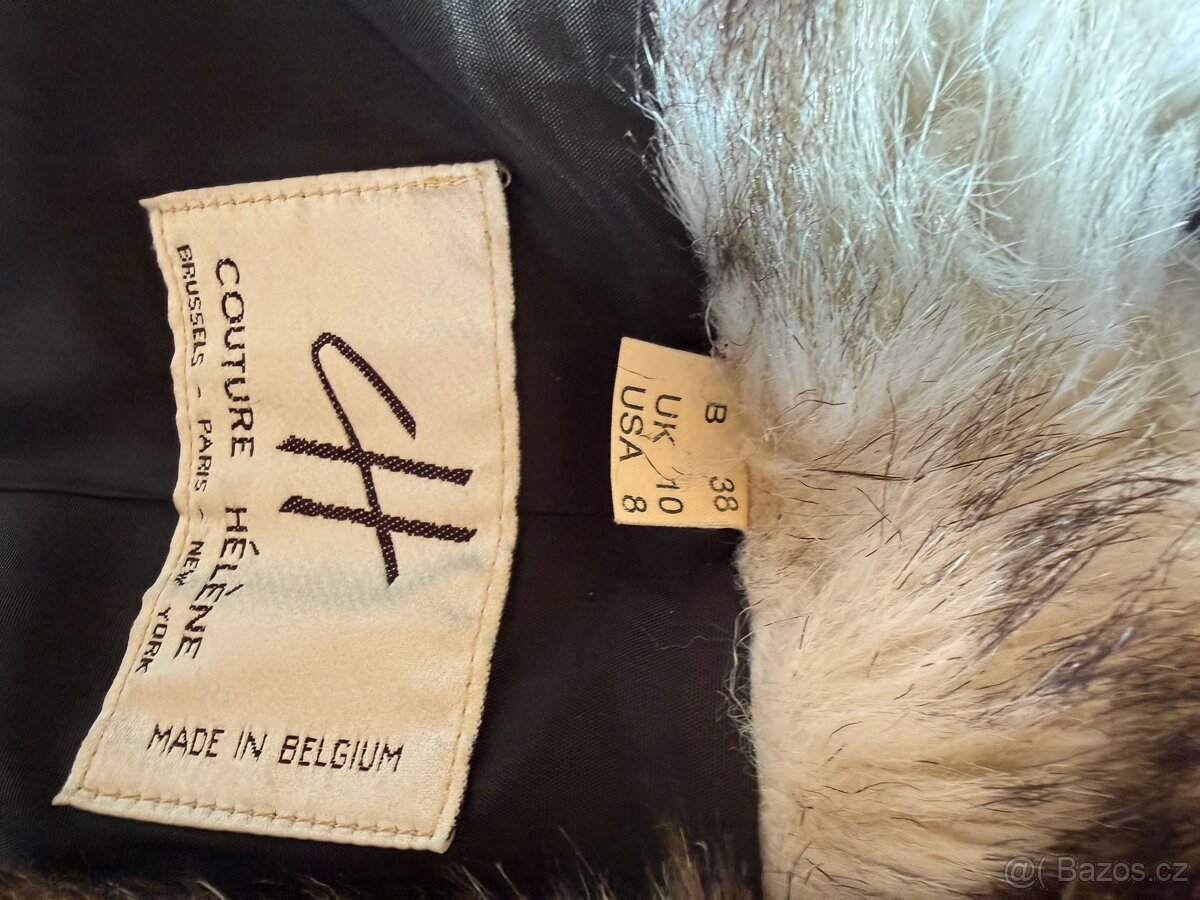 CH
COUTURE HÉLÈNE
BRUSSELS - PARIS - NEW YORK
MADE IN BELGIUM
B 38
UK 10
USA 8
@( Bazos.cz